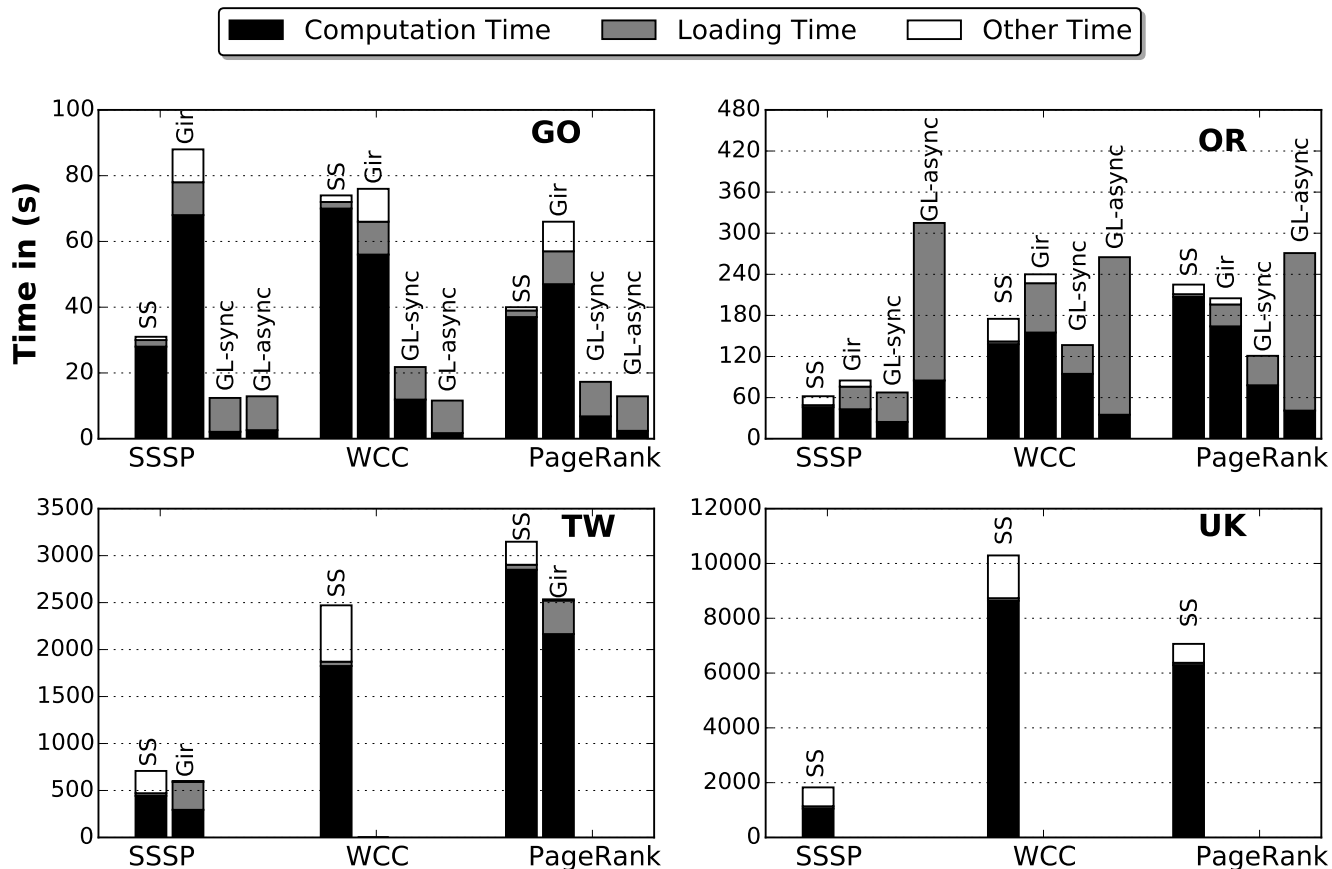 Computation Time Loading Time Other Time
Time in (s)
GO
100
80
60
40
20
0
SS Gir GL-sync GL-async
SS Gir GL-sync GL-async
SS Gir GL-sync GL-async
SSSP WCC PageRank
OR
480
420
360
300
240
180
120
60
0
SS Gir GL-sync GL-async
SS Gir GL-sync GL-async
SS Gir GL-sync GL-async
SSSP WCC PageRank
TW
3500
3000
2500
2000
1500
1000
500
0
SS Gir
SS
SS Gir
SSSP WCC PageRank
UK
12000
10000
8000
6000
4000
2000
0
SS
SS
SS
SSSP WCC PageRank